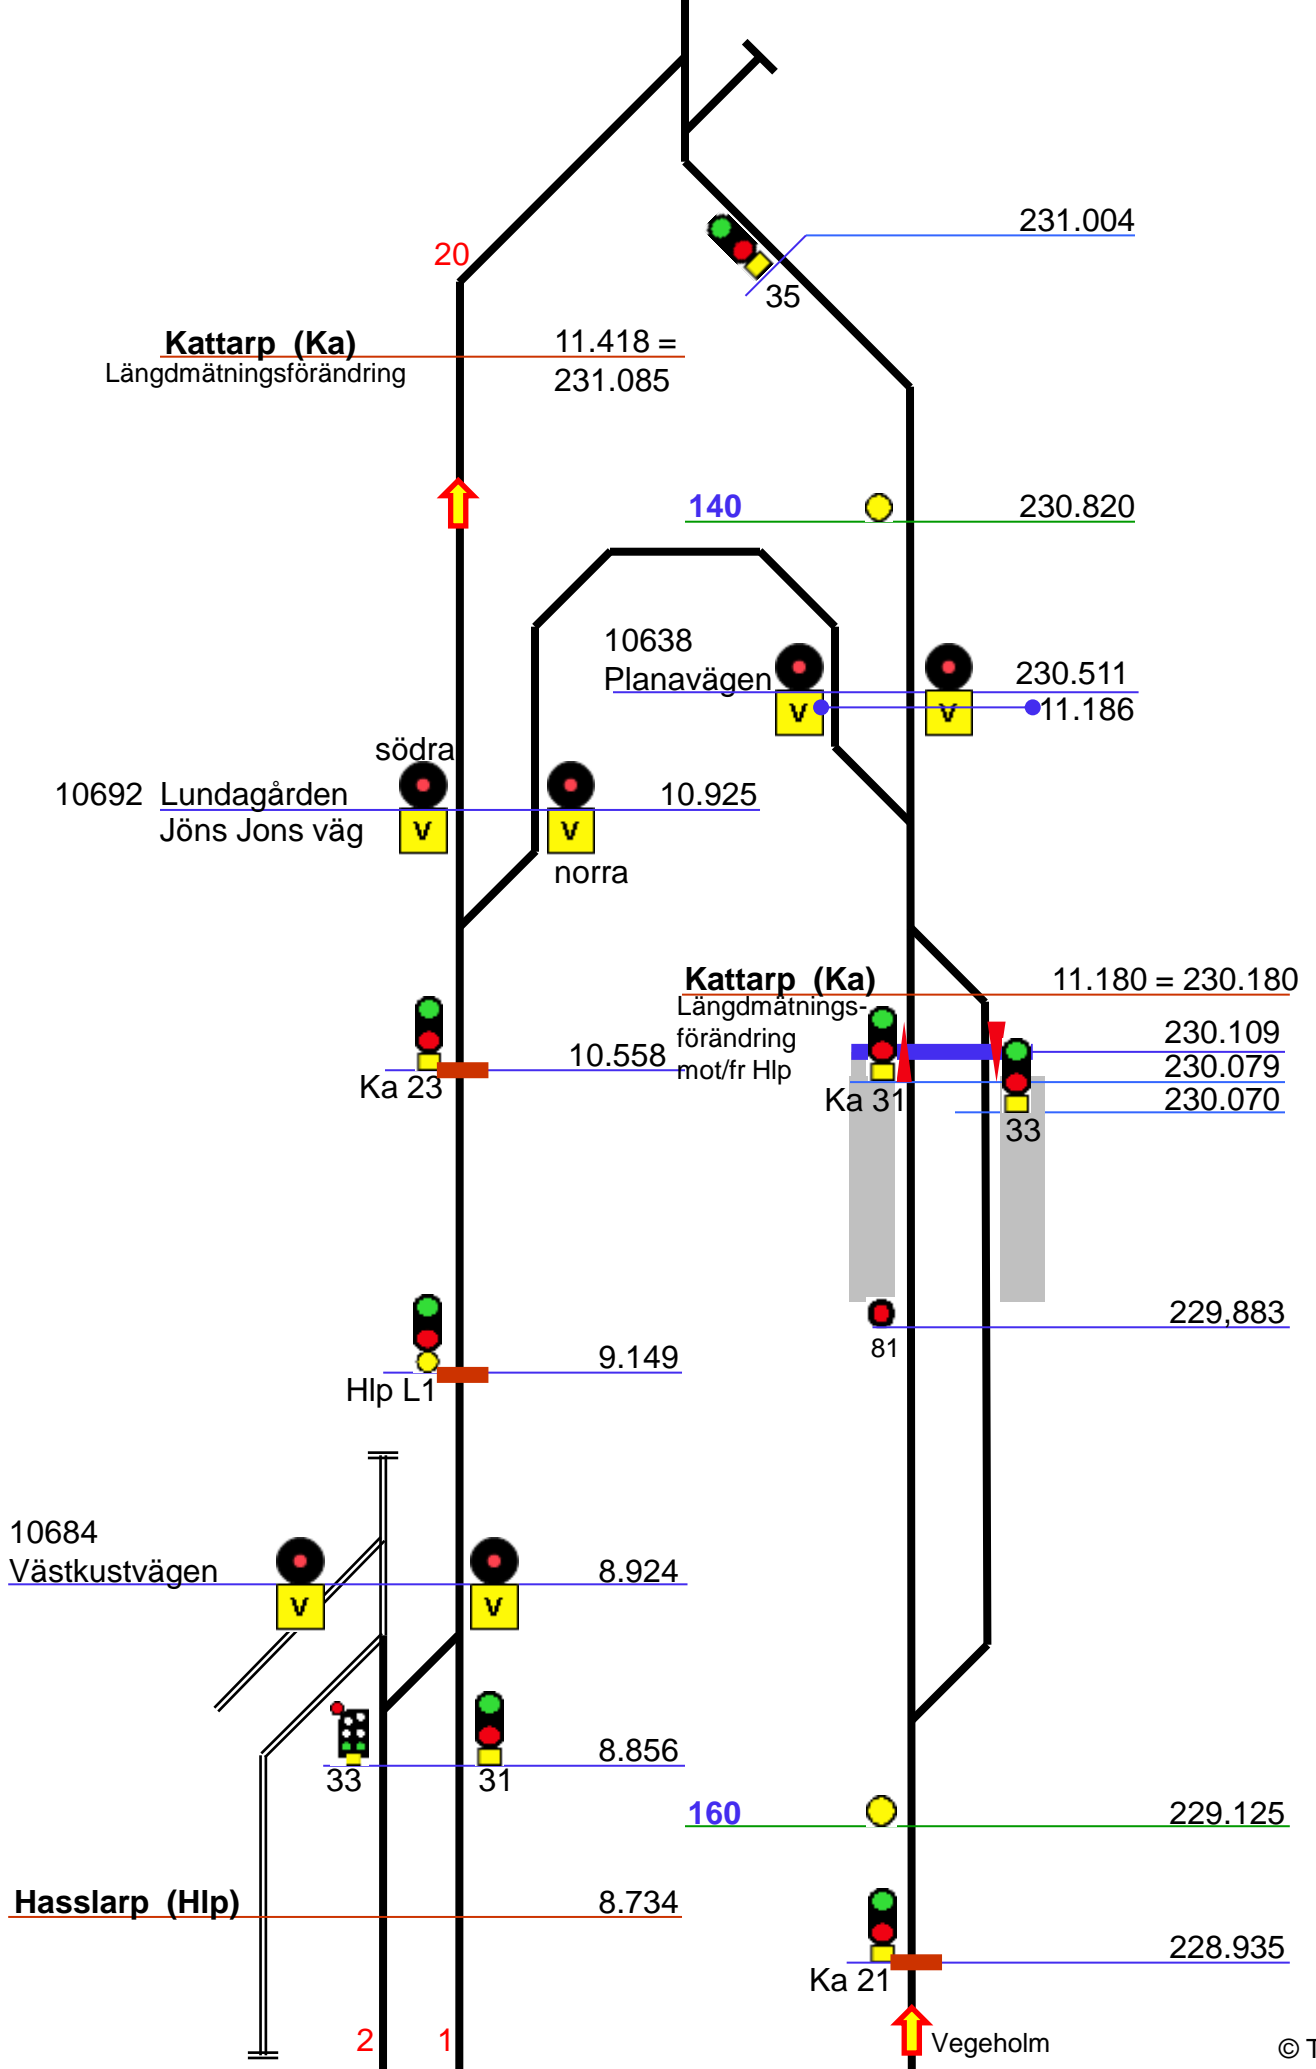 231.004
20
35
Kattarp (Ka)
11.418 =
Längdmätningsförändring
231.085
140
230.820
10638
Planavägen
230.511
V
V
11.186
södra
10692 Lundagården
10.925
Jöns Jons väg
V
V
norra
Kattarp (Ka)
11.180 = 230.180
Längdmätnings-
förändring
mot/fr Hlp
230.109
10.558
230.079
Ka 23
Ka 31
230.070
33
229,883
81
9.149
Hlp L1
10684
Västkustvägen
8.924
V
V
8.856
33
31
160
229.125
Hasslarp (Hlp)
8.734
228.935
Ka 21
2
1
Vegeholm
© T